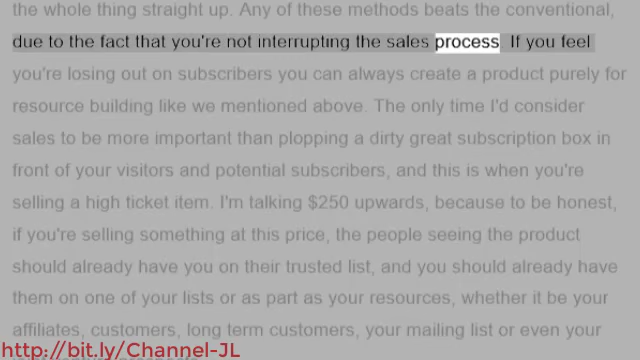 the whole thing straight up. Any of these methods beats the conventional,
due to the fact that you're not interrupting the sales process. If you feel
you're losing out on subscribers you can always create a product purely for
resource building like we mentioned above. The only time I'd consider
sales to be more important than plopping a dirty great subscription box in
front of your visitors and potential subscribers, and this is when you're
selling a high ticket item. I'm talking $250 upwards, because to be honest,
if you're selling something at this price, the people seeing the product
should already have you on their trusted list, and you should already have
them on one of your lists or as part as your resources, whether it be your
affiliates, customers, long term customers, your mailing list or even your
http://bit.ly/Channel-JL